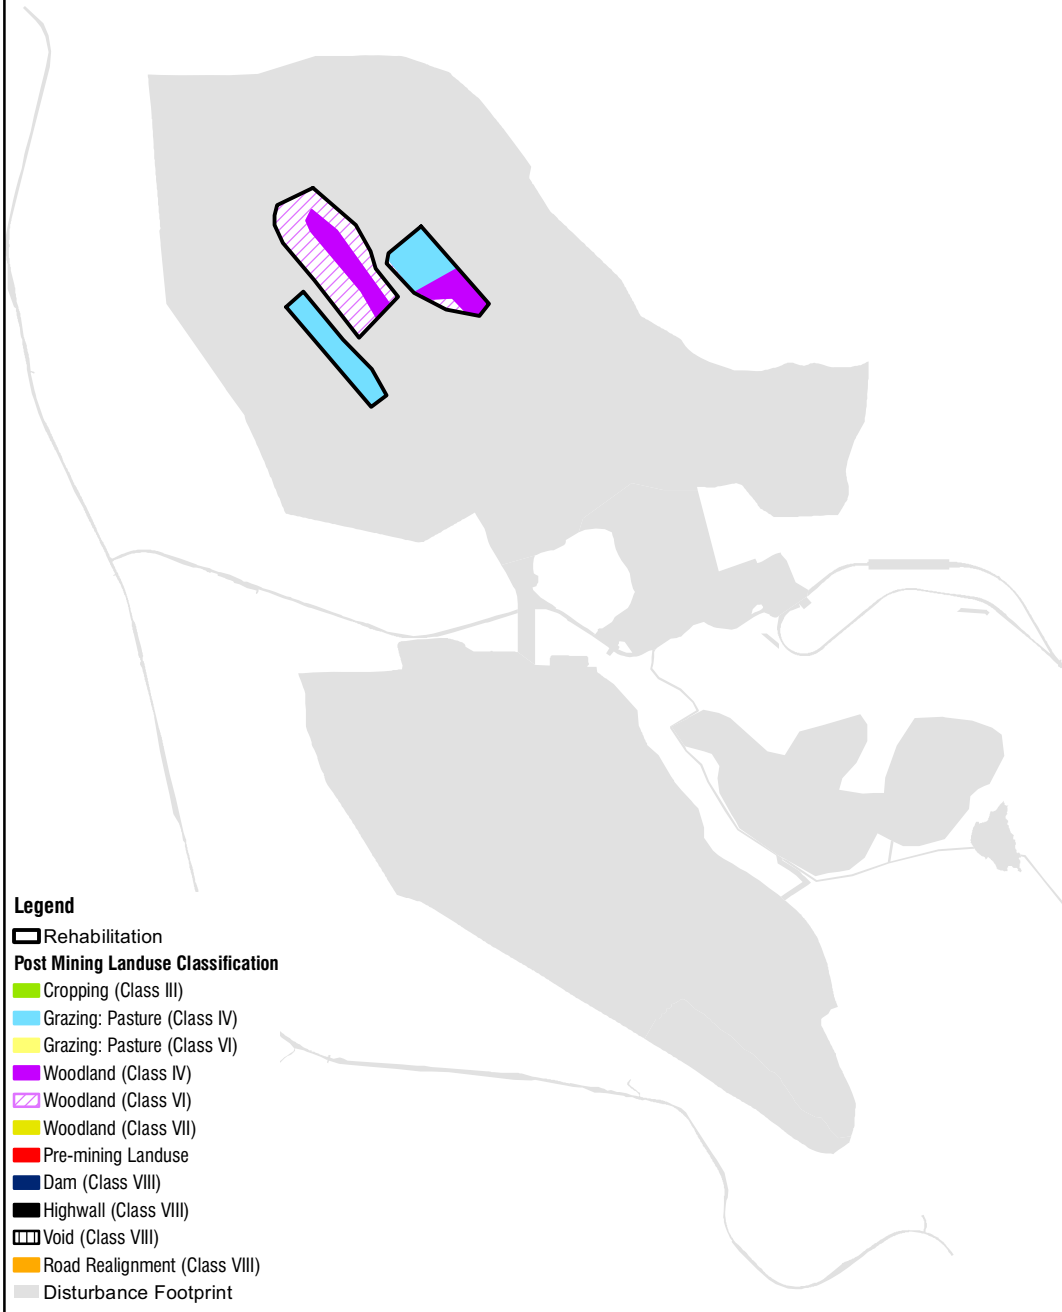 Legend
Rehabilitation
Post Mining Landuse Classification
Cropping (Class III)
Grazing: Pasture (Class IV)
Grazing: Pasture (Class VI)
Woodland (Class IV)
Woodland (Class VI)
Woodland (Class VII)
Pre-mining Landuse
Dam (Class VIII)
Highwall (Class VIII)
Void (Class VIII)
Road Realignment (Class VIII)
Disturbance Footprint